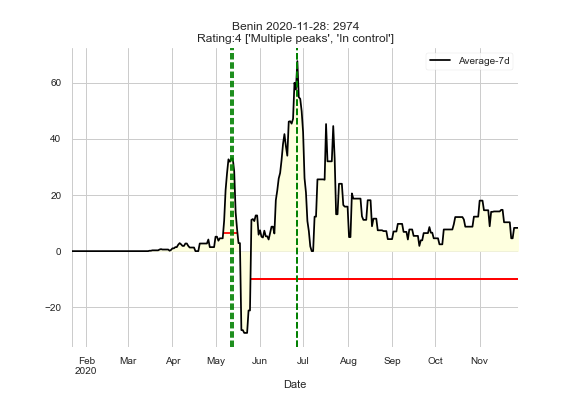 Benin 2020-11-28: 2974
Rating:4 ['Multiple peaks', 'In control']
Average-7d
60
40
20
0
−20
Feb Mar Apr May Jun Jul Aug Sep Oct Nov
2020
Date